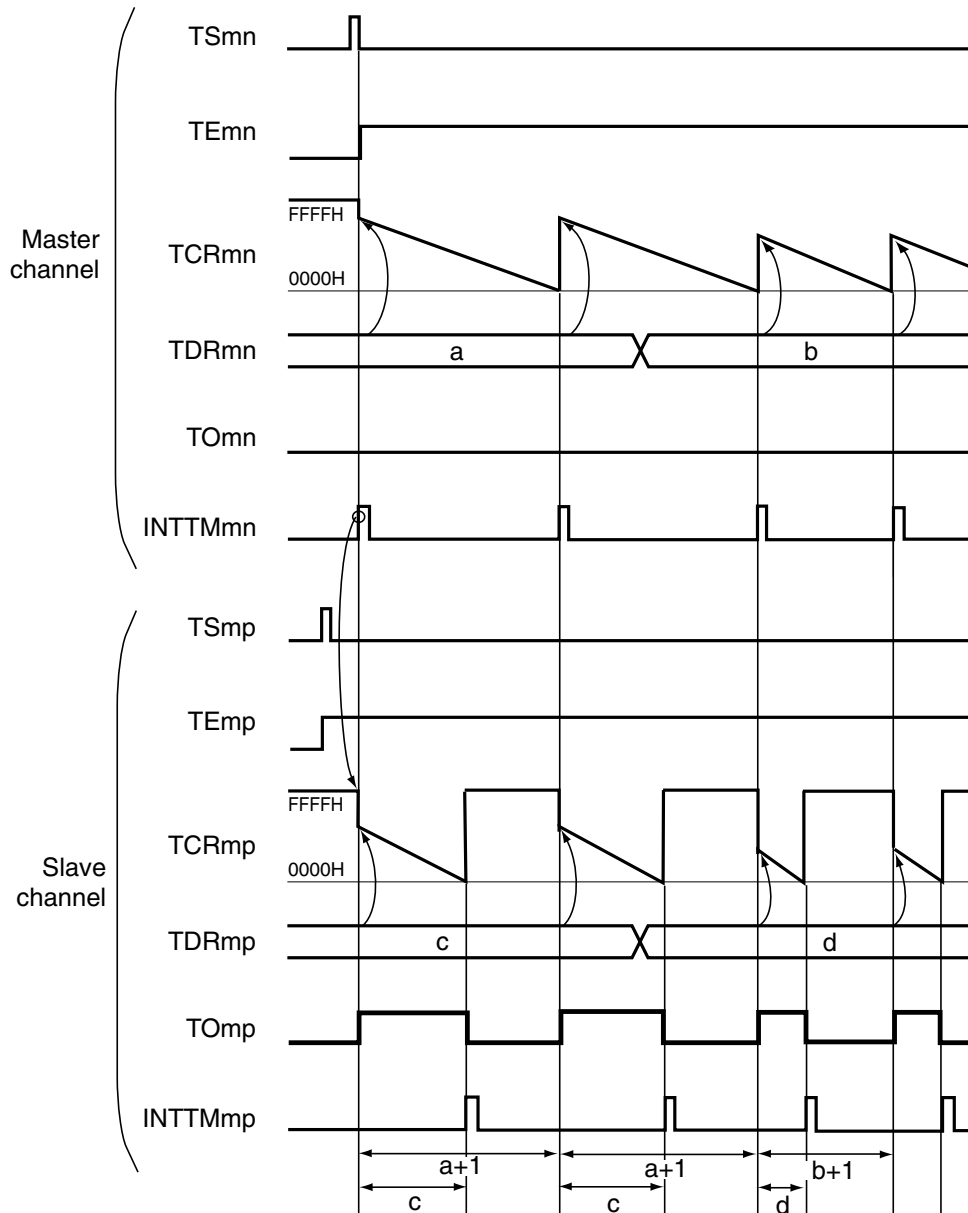 TSmn
TEmn
FFFFH
TCRmn
0000H
Master
channel
TDRmn
a
b
TOmn
INTTMmn
TSmp
TEmp
FFFFH
TCRmp
0000H
Slave
channel
TDRmp
c
d
TOmp
INTTMmp
a+1
a+1
b+1
c
c
d